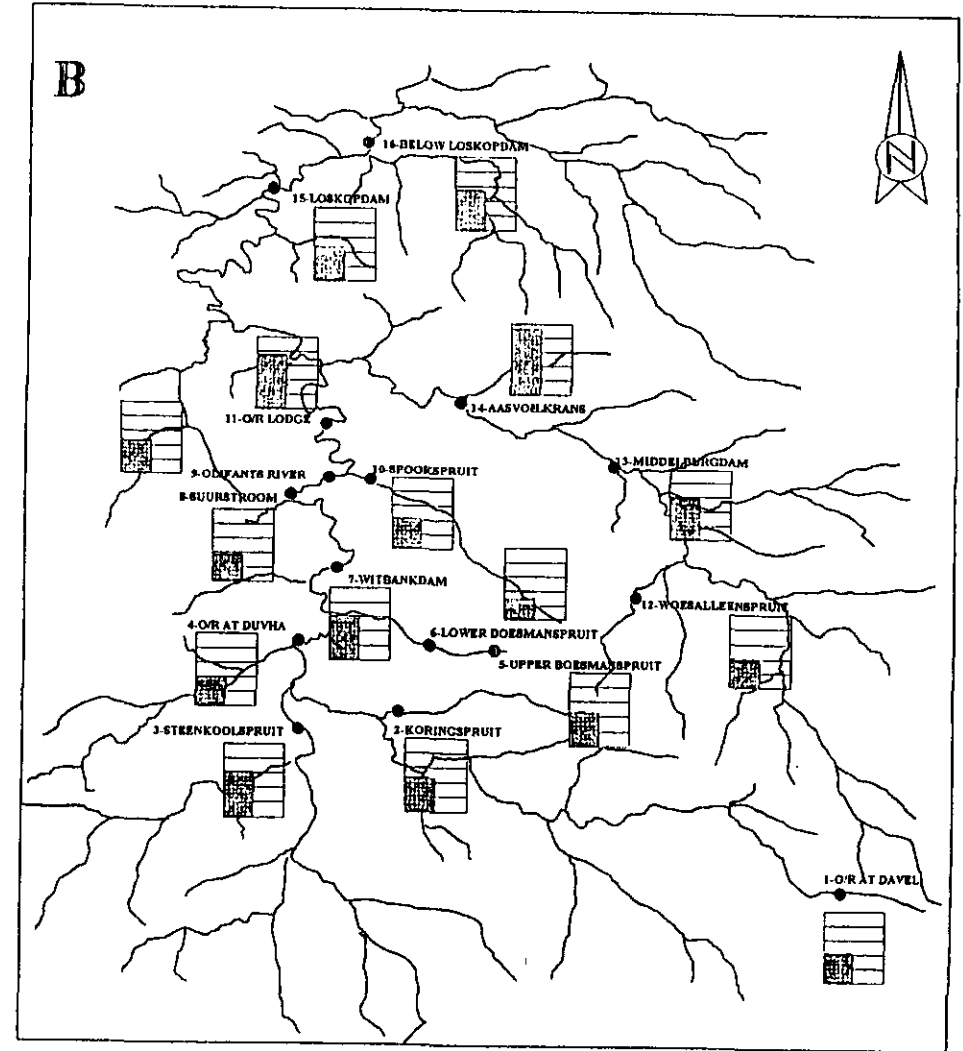 B
N
16-BELOW LOSKOPDAM
15-LOSKOPDAM
14-AASVOELKRANS
11-O/R LODGE
13-MIDDELBURGDAM
9-OLIFANTS RIVER
10-SPOOKSPRUIT
8-SUURSTROOM
7-WITBANKDAM
12-WOESALLEENSPRUIT
4-O/R AT DUVHA
6-LOWER BOESMANSPRUIT
5-UPPER BOESMANSPRUIT
3-STEENKOOLSPRUIT
2-KORINGSPRUIT
1-O/R AT DAVEL